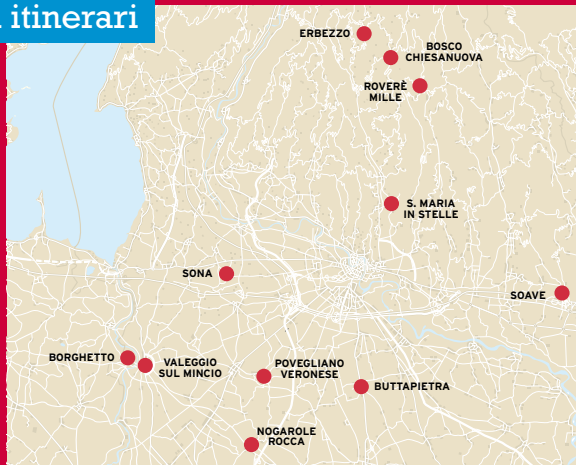 itinerari
ERBEZZO
BOSCO
CHIESANUOVA
ROVERÈ
MILLE
S. MARIA
IN STELLE
SONA
SOAVE
BORGHETTO
VALEGGIO
SUL MINCIO
POVEGLIANO
VERONESE
BUTTAPIETRA
NOGAROLE
ROCCA